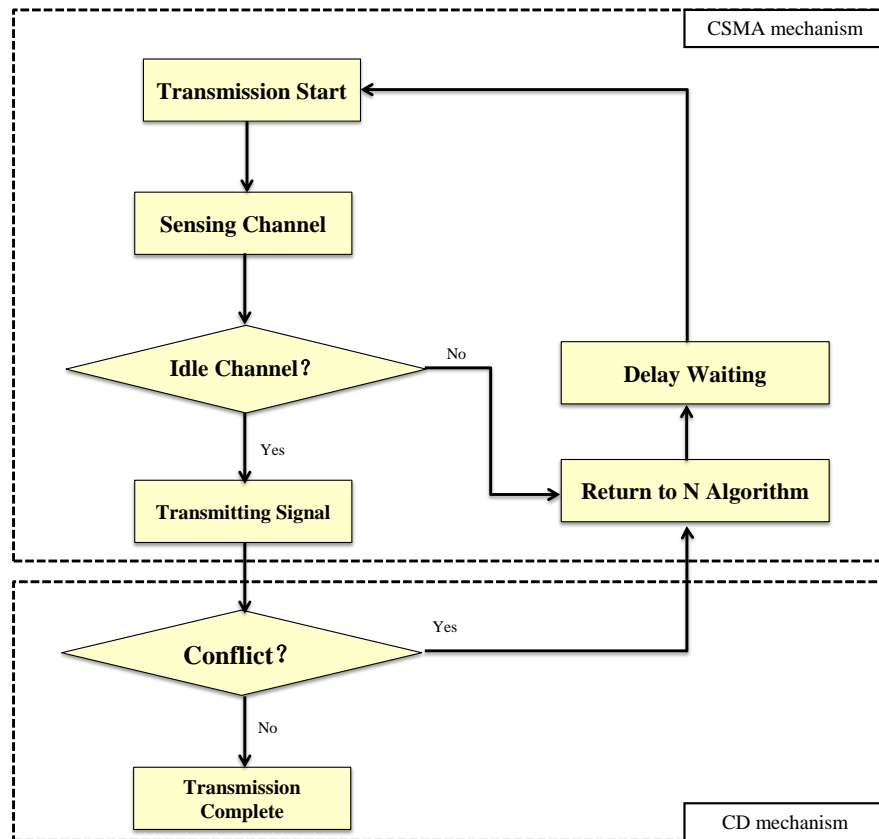 CSMA mechanism
Transmission Start
Sensing Channel
Idle Channel？
No
Delay Waiting
Yes
Return to N Algorithm
Transmitting Signal
Conflict？
Yes
No
Transmission
Complete
CD mechanism